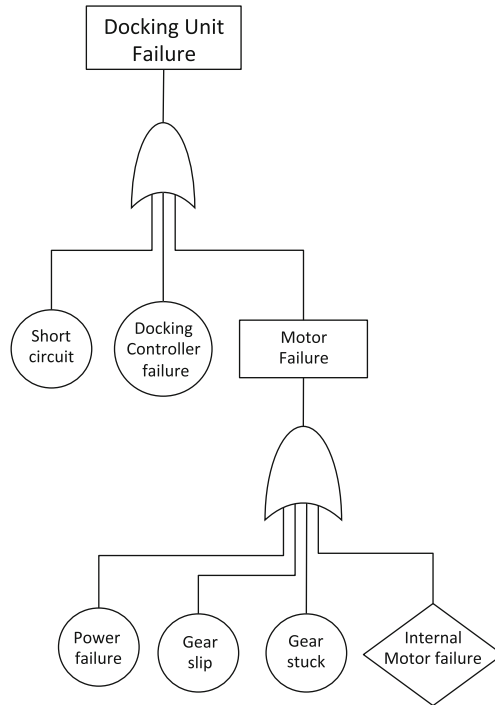 Docking Unit
Failure
Short
circuit
Docking
Controller
failure
Motor
Failure
Power
failure
Gear
slip
Gear
stuck
Internal
Motor failure